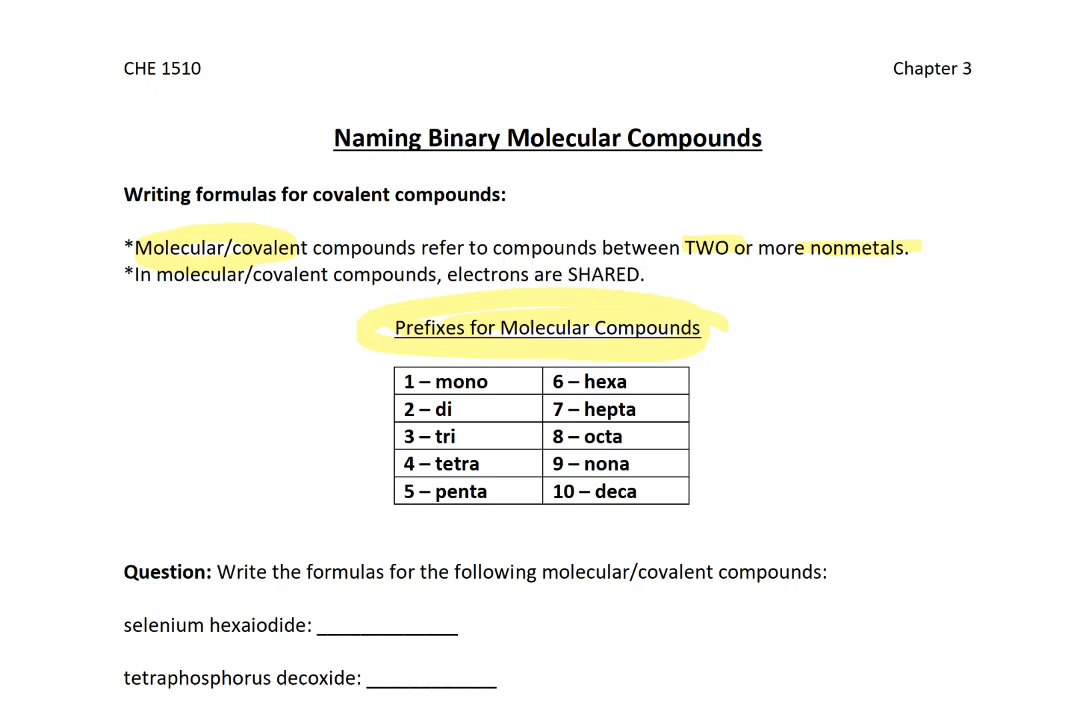 CHE 1510 Chapter 3
Naming Binary Molecular Compounds
Writing formulas for covalent compounds:
*Molecular/covalent compounds refer to compounds between TWO or more nonmetals.
*In molecular/covalent compounds, electrons are SHARED.
Prefixes for Molecular Compounds
1 – mono 6 – hexa
2 – di 7 – hepta
3 – tri 8 – octa
4 – tetra 9 – nona
5 – penta 10 – deca
Question: Write the formulas for the following molecular/covalent compounds:
selenium hexaiodide: _____________
tetraphosphorus decoxide: ____________